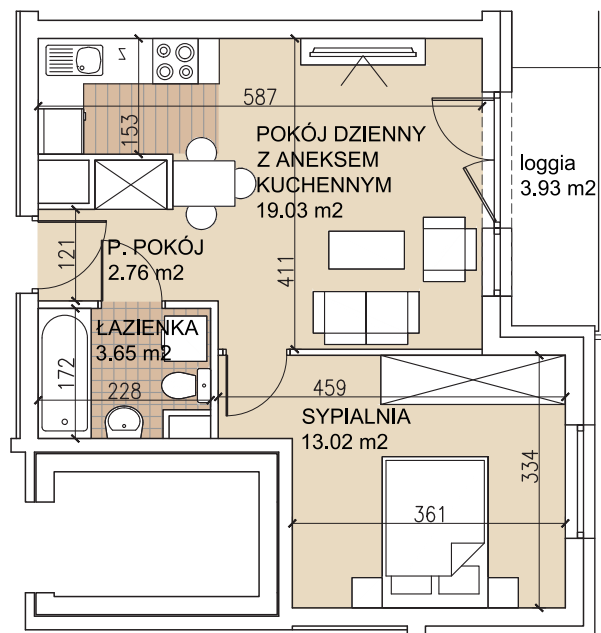 587
153
POKÓJ DZIENNY
Z ANEKSEM
KUCHENNYM
19.03 m2
loggia
3.93 m2
121
P. POKÓJ
2.76 m2
411
ŁAZIENKA
3.65 m2
172
228
459
SYPIALNIA
13.02 m2
334
361